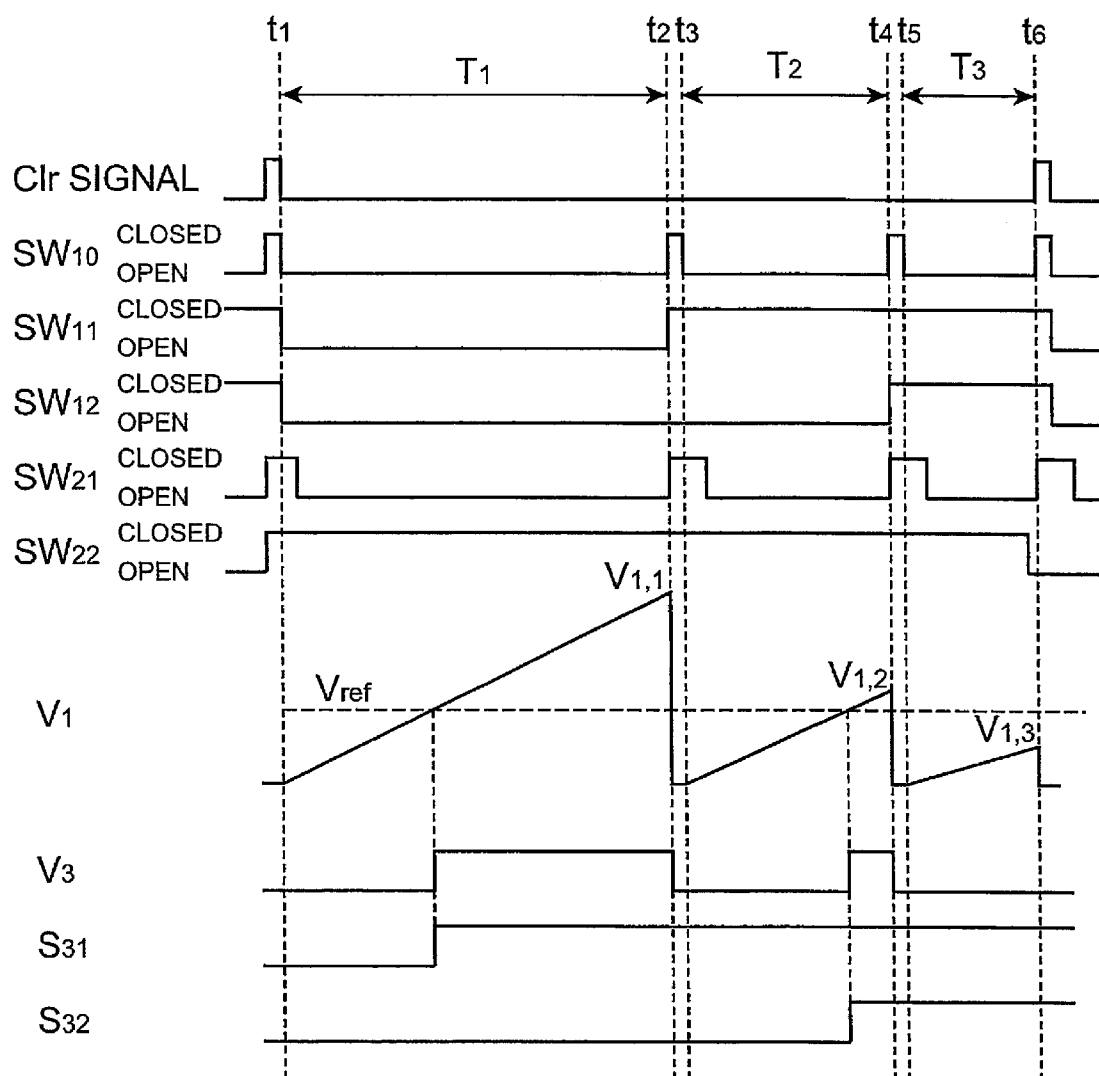 t1 t2 t3 t4 t5 t6
T1 T2 T3
Clr SIGNAL
SW10 CLOSED
OPEN
SW11 CLOSED
OPEN
SW12 CLOSED
OPEN
SW21 CLOSED
OPEN
SW22 CLOSED
OPEN
V1,1
Vref
V1,2
V1
V1,3
V3
S31
S32